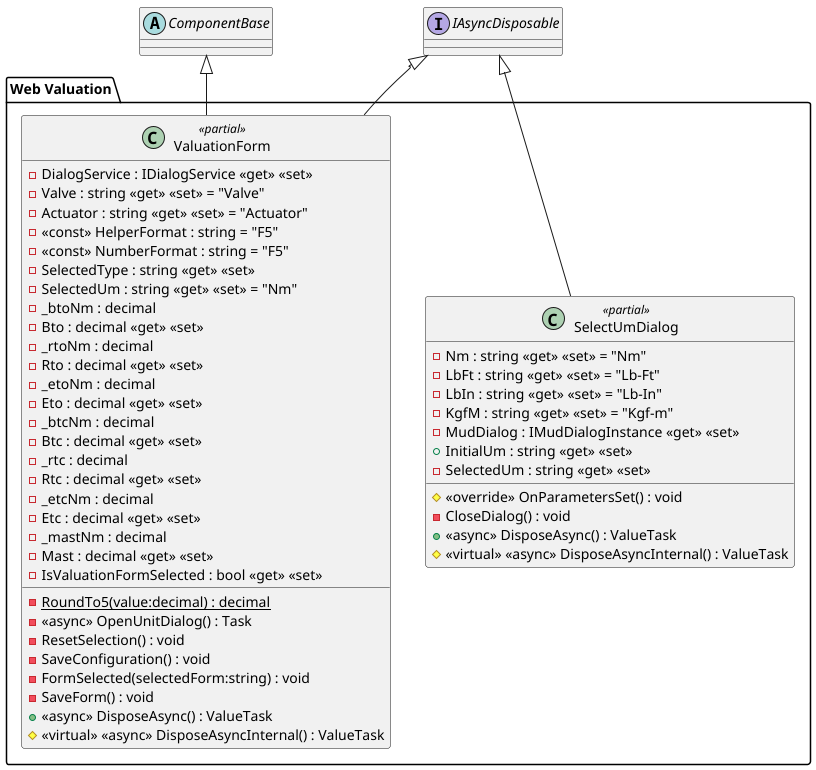 A ComponentBase
I IAsyncDisposable
Web Valuation
C «partial»
ValuationForm
DialogService : IDialogService «get» «set»
Valve : string «get» «set» = "Valve"
Actuator : string «get» «set» = "Actuator"
«const» HelperFormat : string = "F5"
«const» NumberFormat : string = "F5"
SelectedType : string «get» «set»
SelectedUm : string «get» «set» = "Nm"
_btoNm : decimal
Bto : decimal «get» «set»
_rtoNm : decimal
Rto : decimal «get» «set»
_etoNm : decimal
Eto : decimal «get» «set»
_btcNm : decimal
Btc : decimal «get» «set»
_rtc : decimal
Rtc : decimal «get» «set»
_etcNm : decimal
Etc : decimal «get» «set»
_mastNm : decimal
Mast : decimal «get» «set»
IsValuationFormSelected : bool «get» «set»
RoundTo5(value:decimal) : decimal
«async» OpenUnitDialog() : Task
ResetSelection() : void
SaveConfiguration() : void
FormSelected(selectedForm:string) : void
SaveForm() : void
«async» DisposeAsync() : ValueTask
«virtual» «async» DisposeAsyncInternal() : ValueTask
C «partial»
SelectUmDialog
Nm : string «get» «set» = "Nm"
LbFt : string «get» «set» = "Lb-Ft"
LbIn : string «get» «set» = "Lb-In"
KgfM : string «get» «set» = "Kgf-m"
MudDialog : IMudDialogInstance «get» «set»
InitialUm : string «get» «set»
SelectedUm : string «get» «set»
«override» OnParametersSet() : void
CloseDialog() : void
«async» DisposeAsync() : ValueTask
«virtual» «async» DisposeAsyncInternal() : ValueTask